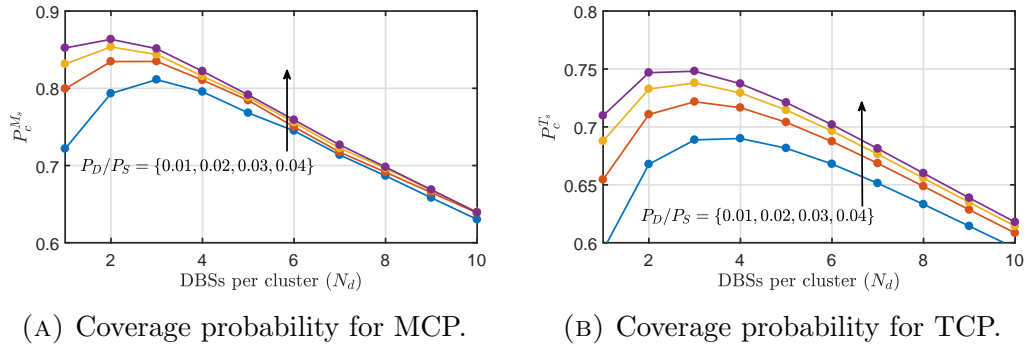 0.9
0.8
0.7
0.6
P_c^{M_s}
P_D/P_S = {0.01, 0.02, 0.03, 0.04}
2 4 6 8 10
DBSs per cluster (N_d)
(A) Coverage probability for MCP.
0.8
0.75
0.7
0.65
0.6
P_c^{T_s}
P_D/P_S = {0.01, 0.02, 0.03, 0.04}
2 4 6 8 10
DBSs per cluster (N_d)
(B) Coverage probability for TCP.